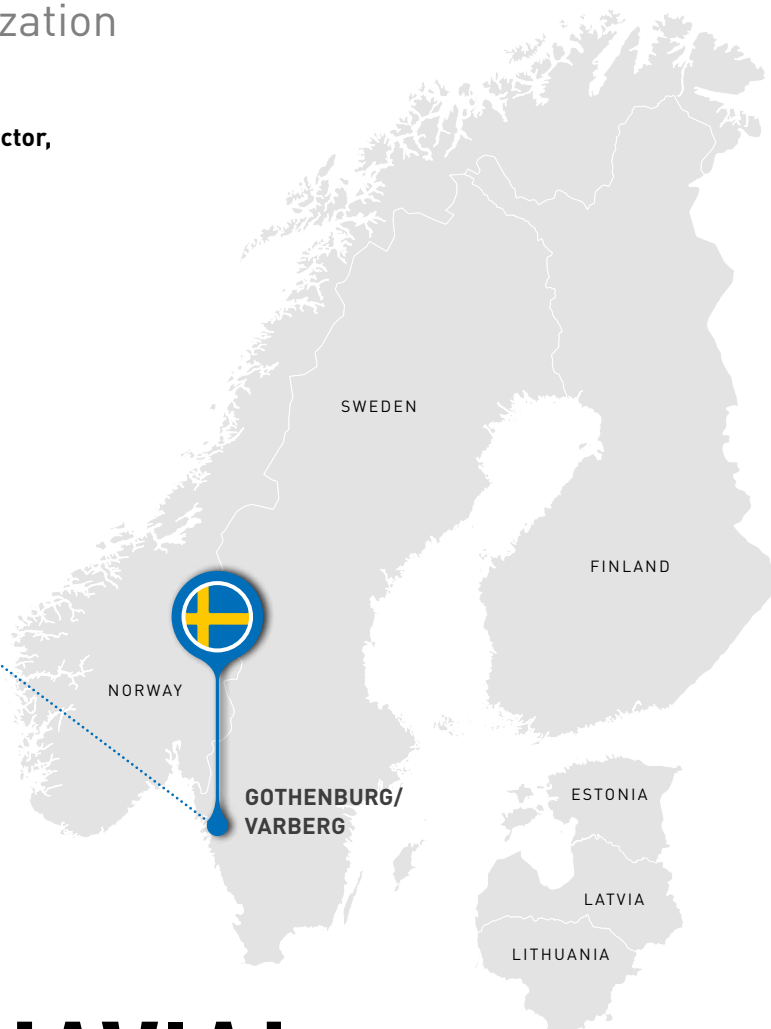 zation
ctor,
SWEDEN
FINLAND
NORWAY
GOTHENBURG/
VARBERG
ESTONIA
LATVIA
LITHUANIA